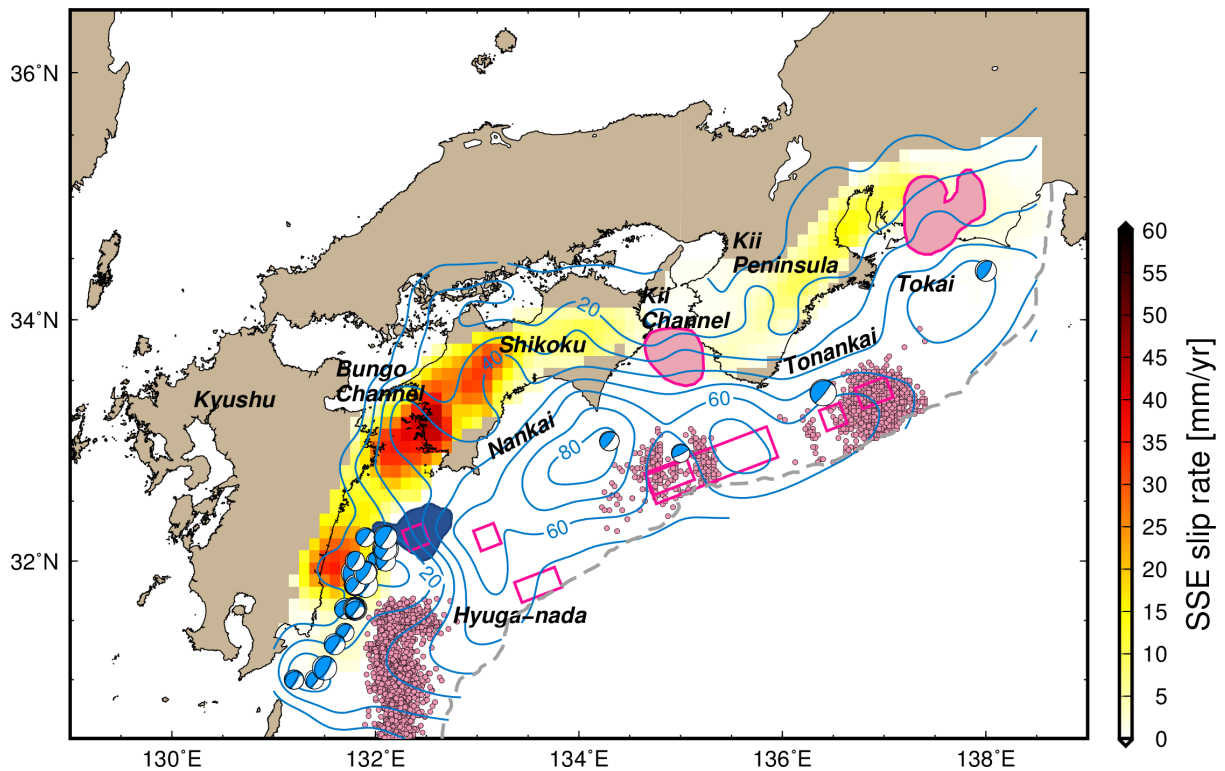 36˚N
34˚N
32˚N
130˚E
132˚E
134˚E
136˚E
138˚E
Kii
Peninsula
Tokai
Kii
Channel
20
Shikoku
Tonankai
40
Bungo
Channel
Kyushu
60
Nankai
80
60
20
Hyuga−nada
60
55
50
45
40
35
30
25
20
15
10
5
0
SSE slip rate [mm/yr]